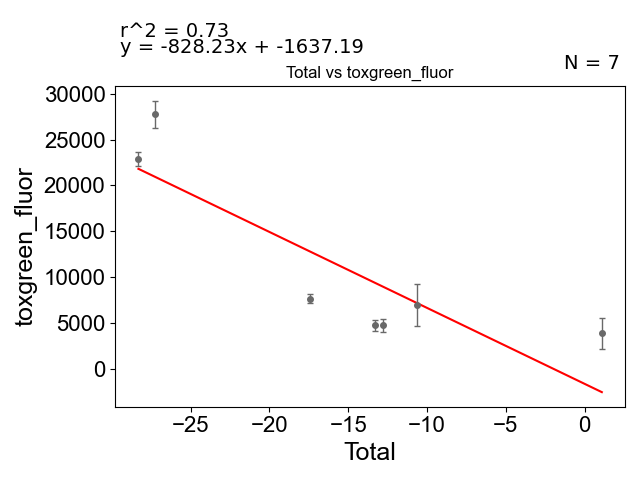 r^2 = 0.73
y = -828.23x + -1637.19
N = 7
Total vs toxgreen_fluor
30000
25000
20000
15000
10000
5000
0
toxgreen_fluor
−25
−20
−15
−10
−5
0
Total